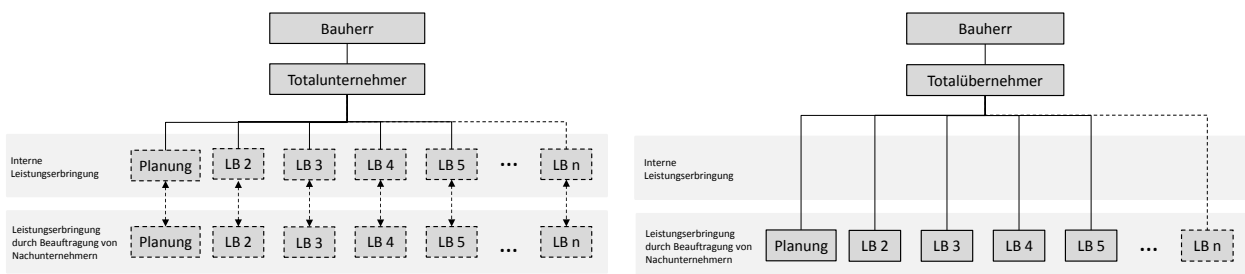 Bauherr
Totalunternehmer
Interne
Leistungserbringung
Planung LB 2 LB 3 LB 4 LB 5 ... LB n
Leistungserbringung
durch Beauftragung von
Nachunternehmern
Planung LB 2 LB 3 LB 4 LB 5 ... LB n
Bauherr
Totalübernehmer
Interne
Leistungserbringung
Leistungserbringung
durch Beauftragung von
Nachunternehmern
Planung LB 2 LB 3 LB 4 LB 5 ... LB n